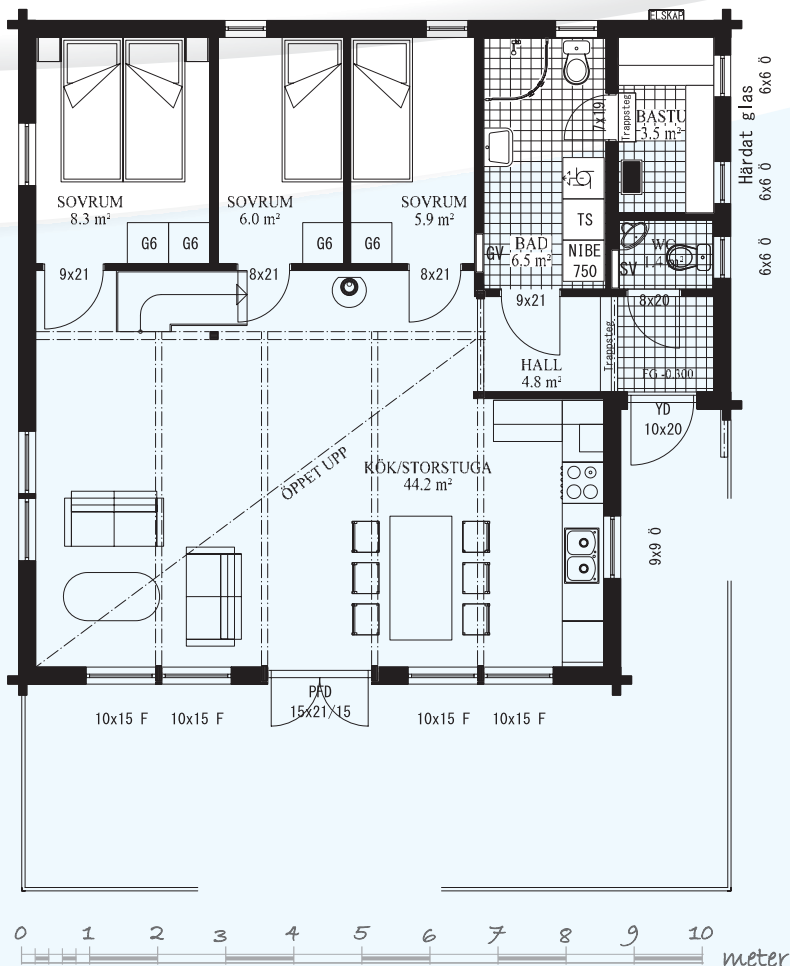 ELSKAP
6x6 Ö
Härdat glas
7x19
Trappsteg
BASTU
3.5 m²
6x6 Ö
SOVRUM
8.3 m²
SOVRUM
6.0 m²
SOVRUM
5.9 m²
TS
G6
G6
G6
G6
GV
BAD
6.5 m²
NIBE
750
WC
1.4 m²
SV
6x6 Ö
9x21
8x21
8x21
9x21
8x20
Trappsteg
HALL
4.8 m²
FG -0.300
YD
10x20
ÖPPET UPP
KÖK/STORSTUGA
44.2 m²
9x9 Ö
PFD
15x21/15
10x15 F
10x15 F
10x15 F
10x15 F
0 1 2 3 4 5 6 7 8 9 10
meter